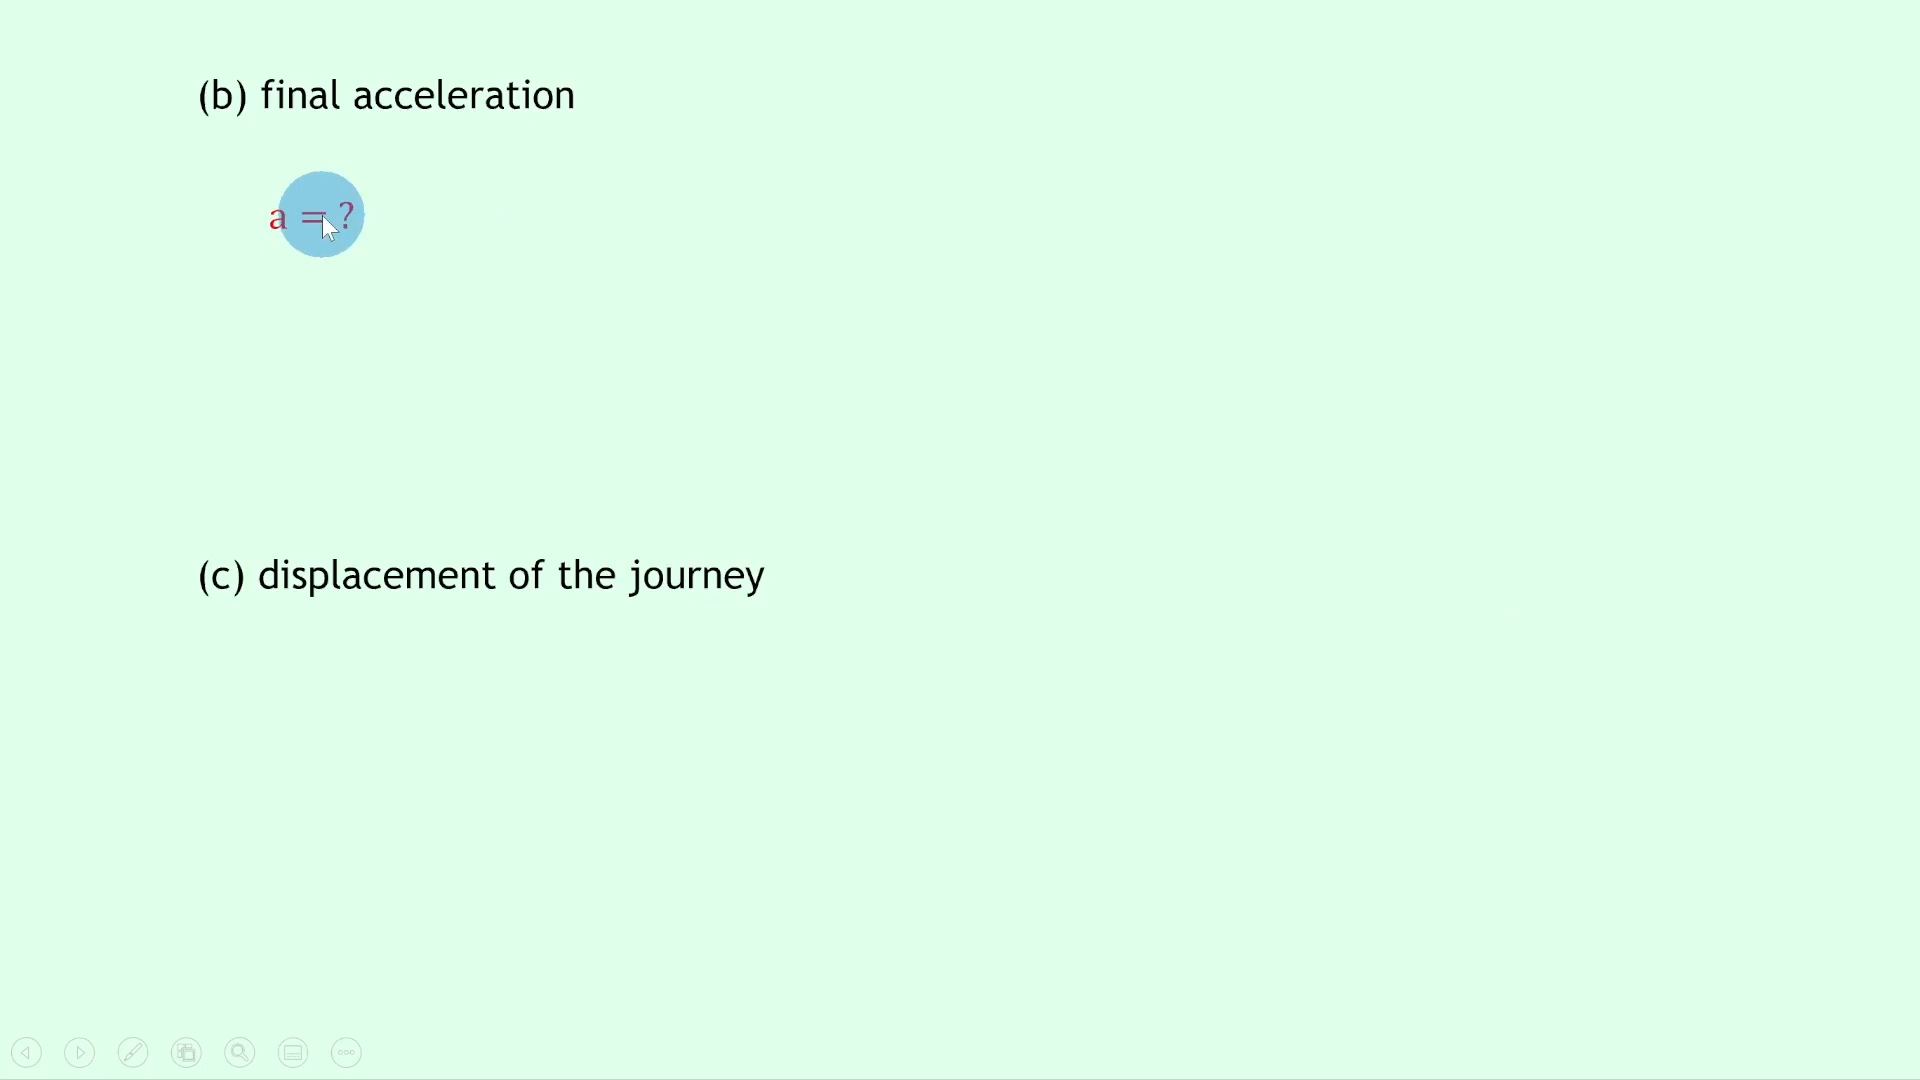 (b) final acceleration
a = ?
(c) displacement of the journey